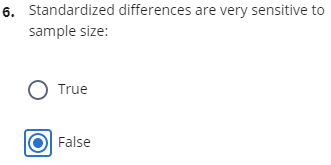 6. Standardized differences are very sensitive to
sample size:
True
False